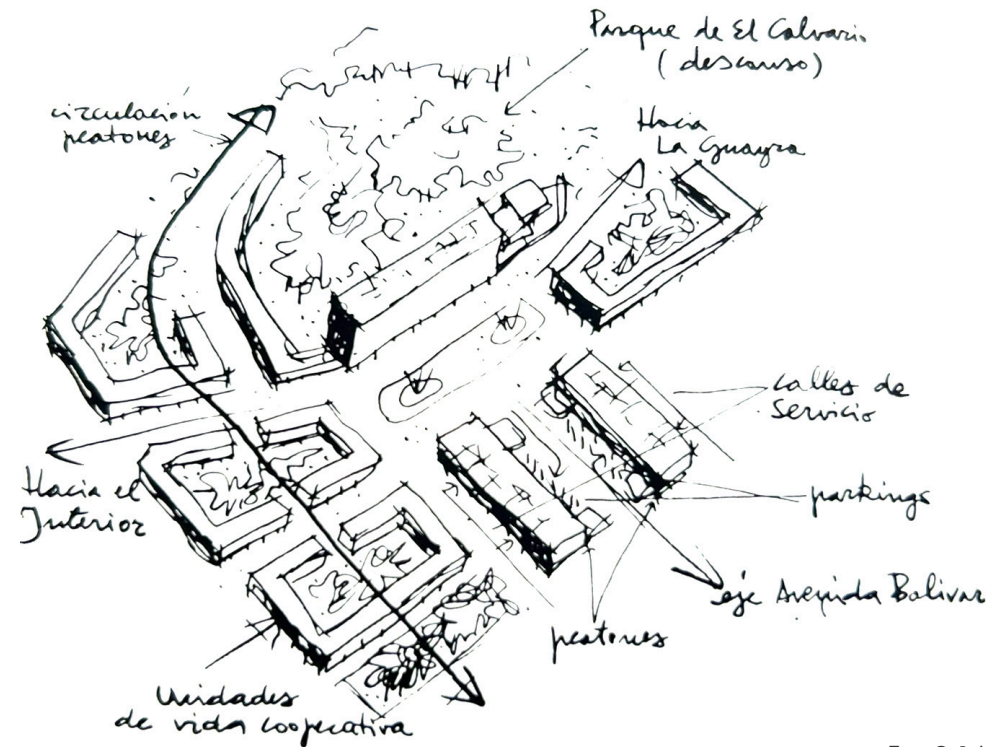 Parque de El Calvario
(descanso)
circulación
peatones
Hacia
La Guayra
calles de
servicio
Hacia el
Interior
parkings
eje Avenida Bolivar
peatones
Unidades
de vida cooperativa